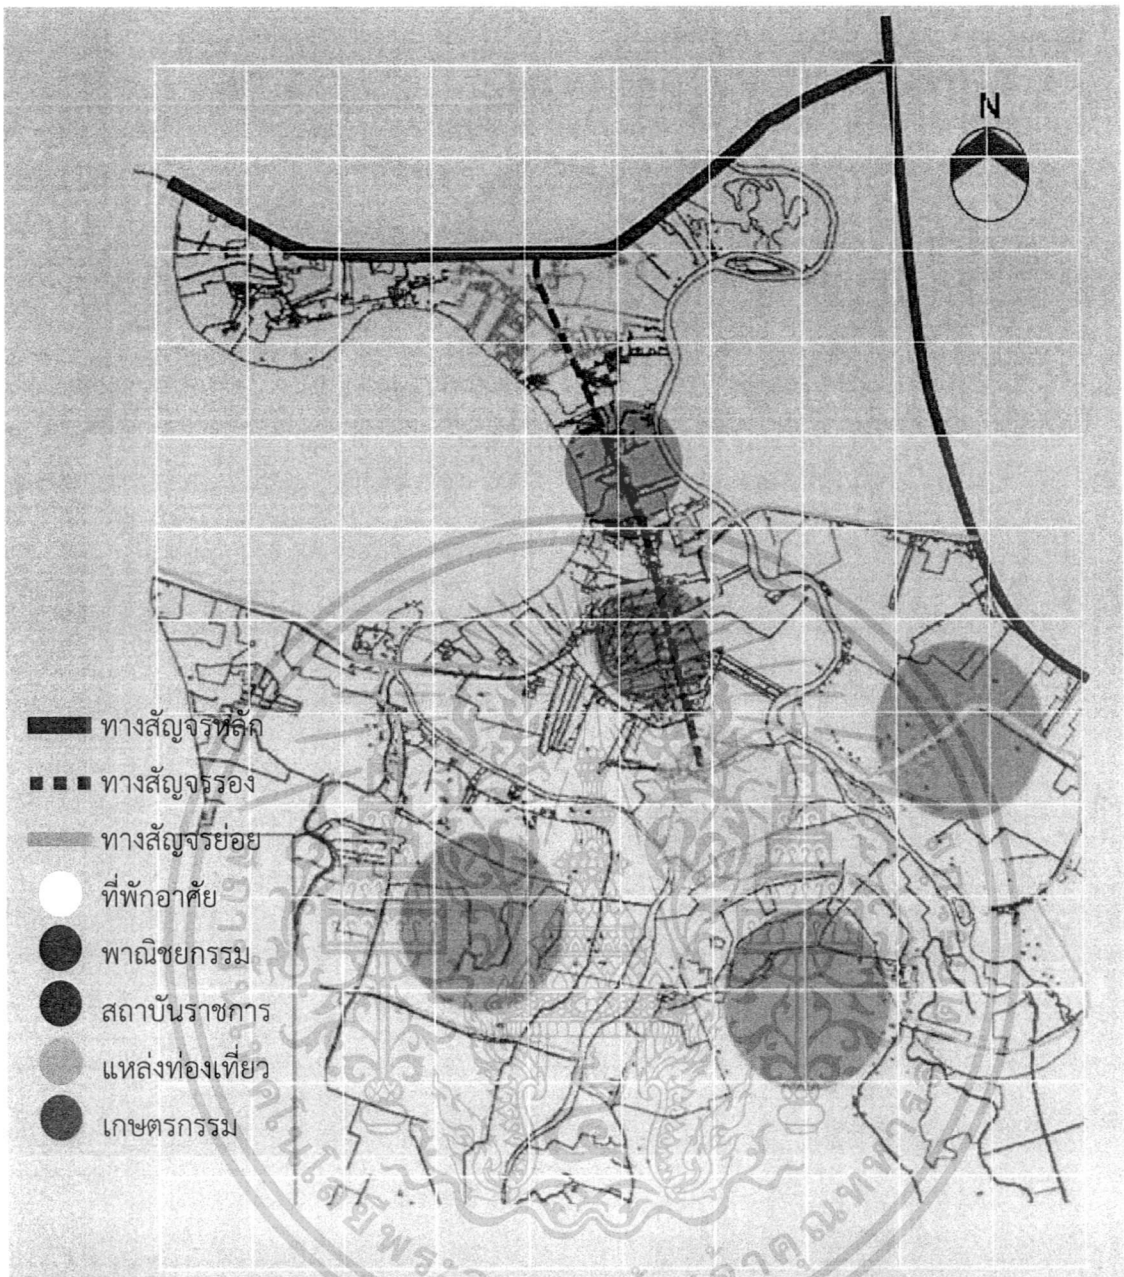 N
ทางสัญจรหลัก
ทางสัญจรรอง
ทางสัญจรย่อย
ที่พักอาศัย
พาณิชยกรรม
สถาบันราชการ
แหล่งท่องเที่ยว
เกษตรกรรม